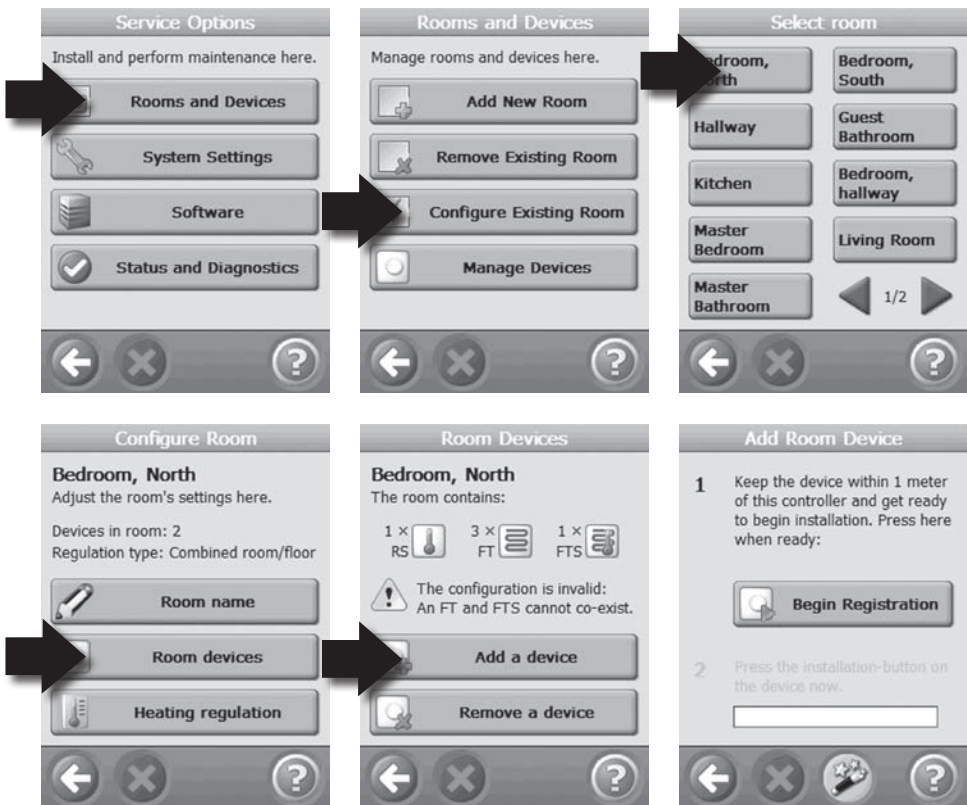 Service Options
Install and perform maintenance here.
Rooms and Devices
System Settings
Software
Status and Diagnostics
?
Rooms and Devices
Manage rooms and devices here.
Add New Room
Remove Existing Room
Configure Existing Room
Manage Devices
?
Select room
Bedroom,
South
Hallway
Guest
Bathroom
Kitchen
Bedroom,
hallway
Master
Bedroom
Living Room
Master
Bathroom
1/2
?
Configure Room
Bedroom, North
Adjust the room's settings here.
Devices in room: 2
Regulation type: Combined room/floor
Room name
Room devices
Heating regulation
?
Room Devices
Bedroom, North
The room contains:
1 × 3 × 1 ×
RS FT FTS
The configuration is invalid:
An FT and FTS cannot co-exist.
Add a device
Remove a device
?
Add Room Device
1 Keep the device within 1 meter
of this controller and get ready
to begin installation. Press here
when ready:
Begin Registration
2 Press the installation-button on
the device now.
?